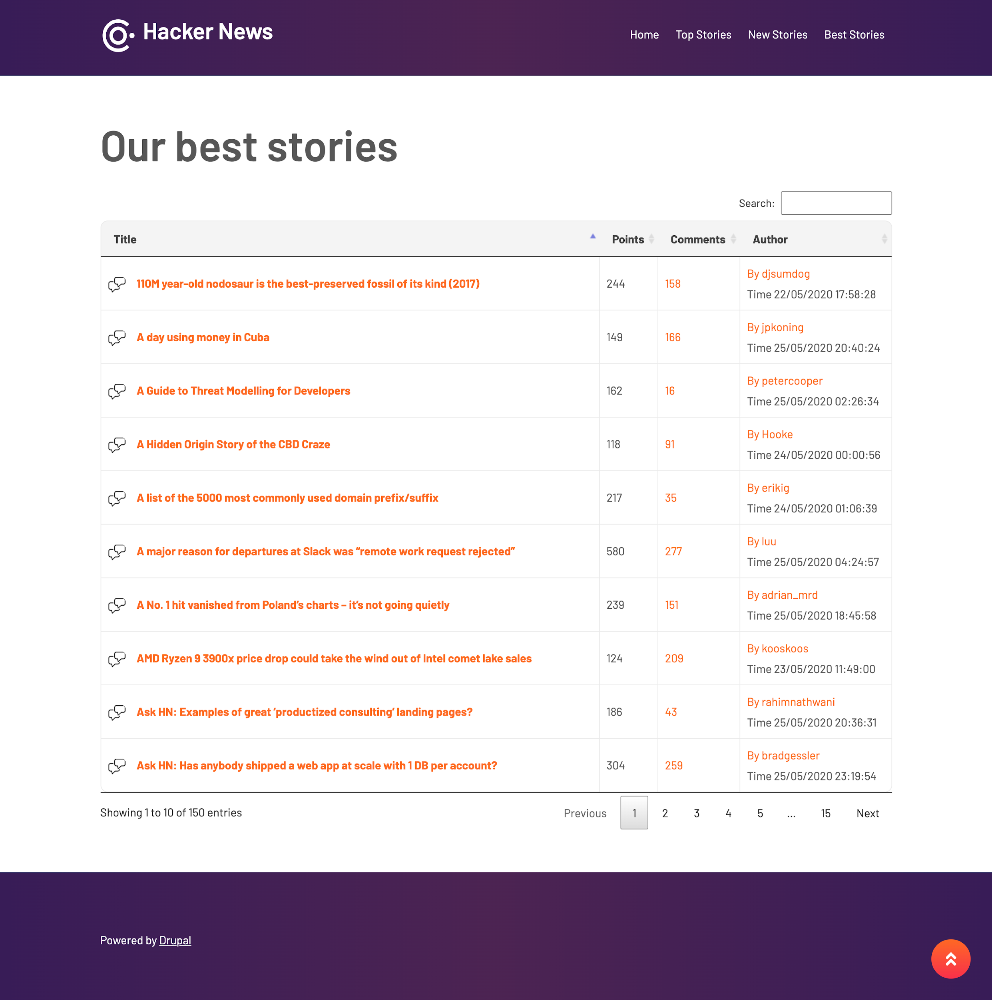 Hacker News
Home Top Stories New Stories Best Stories
Our best stories
Search:
Title Points Comments Author
110M year-old nodosaur is the best-preserved fossil of its kind (2017) 244 158 By djsumdog
Time 22/05/2020 17:58:28
A day using money in Cuba 149 166 By jpkoning
Time 25/05/2020 20:40:24
A Guide to Threat Modelling for Developers 162 16 By petercooper
Time 25/05/2020 02:26:34
A Hidden Origin Story of the CBD Craze 118 91 By Hooke
Time 24/05/2020 00:00:56
A list of the 5000 most commonly used domain prefix/suffix 217 35 By erikig
Time 24/05/2020 01:06:39
A major reason for departures at Slack was “remote work request rejected” 580 277 By luu
Time 25/05/2020 04:24:57
A No. 1 hit vanished from Poland’s charts – it’s not going quietly 239 151 By adrian_mrd
Time 25/05/2020 18:45:58
AMD Ryzen 9 3900x price drop could take the wind out of Intel comet lake sales 124 209 By kooskoos
Time 23/05/2020 11:49:00
Ask HN: Examples of great ‘productized consulting’ landing pages? 186 43 By rahimnathwani
Time 25/05/2020 20:36:31
Ask HN: Has anybody shipped a web app at scale with 1 DB per account? 304 259 By bradgessler
Time 25/05/2020 23:19:54
Showing 1 to 10 of 150 entries Previous 1 2 3 4 5 … 15 Next
Powered by Drupal